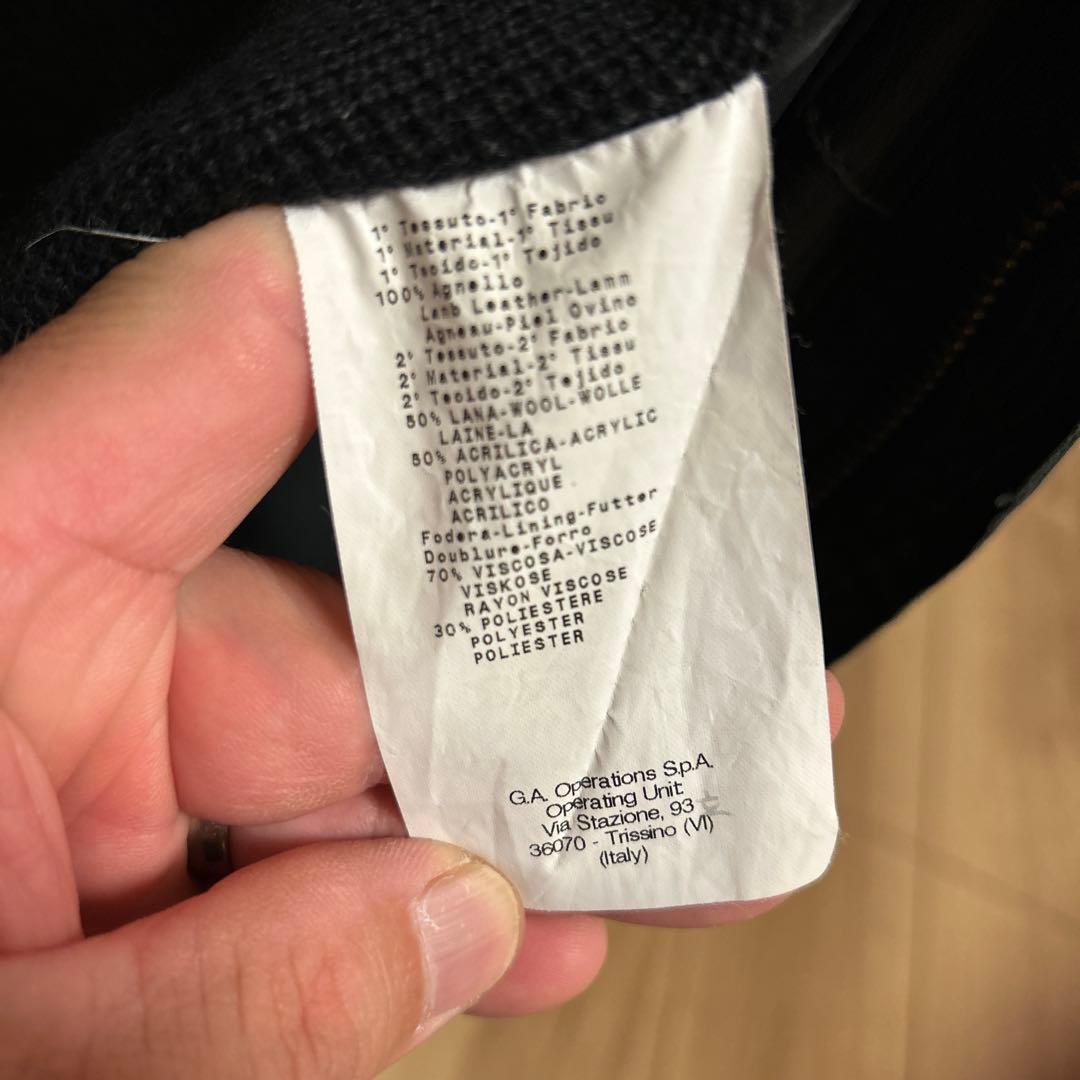 1° Tessuto-1° Fabric
1° Material-1° Tissu
1° Tecido-1° Tejido
100% Agnello
Lamb Leather-Lamm
Agneau-Piel Ovino
2° Tessuto-2° Fabric
2° Material-2° Tissu
2° Tecido-2° Tejido
50% LANA-WOOL-WOLLE
LAINE-LA
50% ACRILICA-ACRYLIC
POLYACRYL
ACRYLIQUE
ACRILICO
Fodera-Lining-Futter
Doublure-Forro
70% VISCOSA-VISCOSE
VISKOSE
RAYON VISCOSE
30% POLIESTERE
POLYESTER
POLIESTER
G.A. Operations S.p.A.
Operating Unit
Via Stazione, 93
36070 - Trissino (VI)
(Italy)